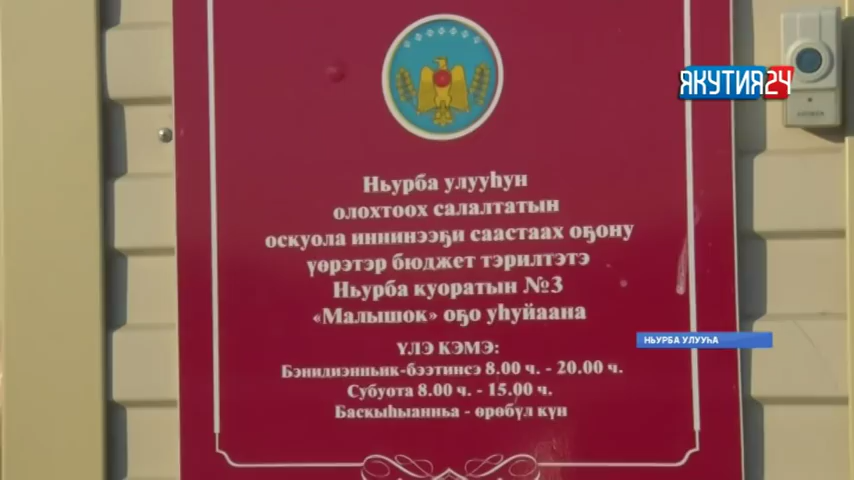 ЯКУТИЯ24
Ньурба улууһун
олохтоох салалтатын
оскуола иннинээҕи саастаах оҕону
үөрэтэр бюджет тэрилтэтэ
Ньурба куоратын №3
«Малышок» оҕо уһуйаана
НЬУРБА УЛУУҺА
ҮЛЭ КЭМЭ:
Бэнидиэнньик-бээтинсэ 8.00 ч. - 20.00 ч.
Субуота 8.00 ч. - 15.00 ч.
Баскыһыанньа - өрөбүл күн